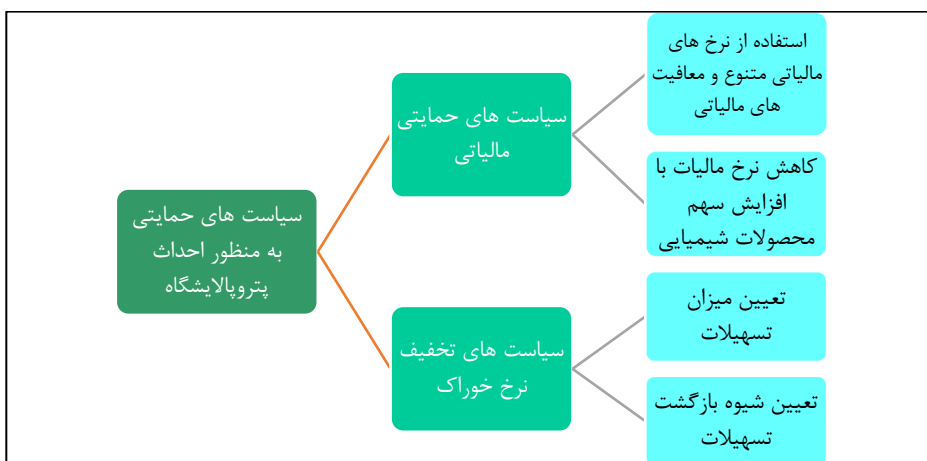 سیاست های حمایتی
به منظور احداث
پتروپالایشگاه
سیاست های حمایتی
مالیاتی
استفاده از نرخ های
مالیاتی متنوع و معافیت
های مالیاتی
کاهش نرخ مالیات با
افزایش سهم
محصولات شیمیایی
سیاست های تخفیف
نرخ خوراک
تعیین میزان
تسهیلات
تعیین شیوه بازگشت
تسهیلات